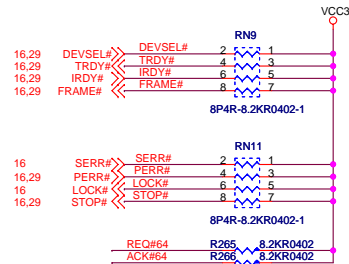 VCC3
RN9
16,29 DEVSEL# DEVSEL# 2 1
16,29 TRDY# TRDY# 4 3
16,29 IRDY# IRDY# 6 5
16,29 FRAME# FRAME# 8 7
8P4R-8.2KR0402-1
RN11
16 SERR# SERR# 2 1
16,29 PERR# PERR# 4 3
16 LOCK# LOCK# 6 5
16,29 STOP# STOP# 8 7
8P4R-8.2KR0402-1
REQ#64 R265 8.2KR0402
ACK#64 R266 8.2KR0402